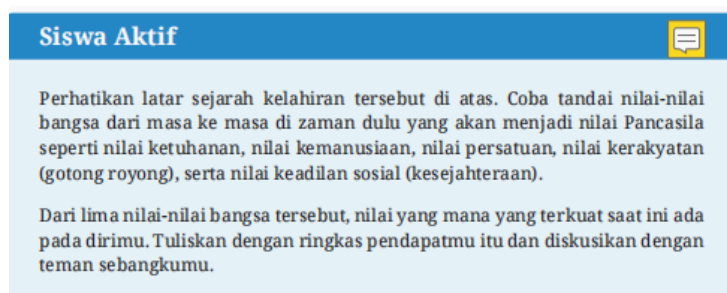 Siswa Aktif
Perhatikan latar sejarah kelahiran tersebut di atas. Coba tandai nilai-nilai
bangsa dari masa ke masa di zaman dulu yang akan menjadi nilai Pancasila
seperti nilai ketuhanan, nilai kemanusiaan, nilai persatuan, nilai kerakyatan
(gotong royong), serta nilai keadilan sosial (kesejahteraan).
Dari lima nilai-nilai bangsa tersebut, nilai yang mana yang terkuat saat ini ada
pada dirimu. Tuliskan dengan ringkas pendapatmu itu dan diskusikan dengan
teman sebangkumu.